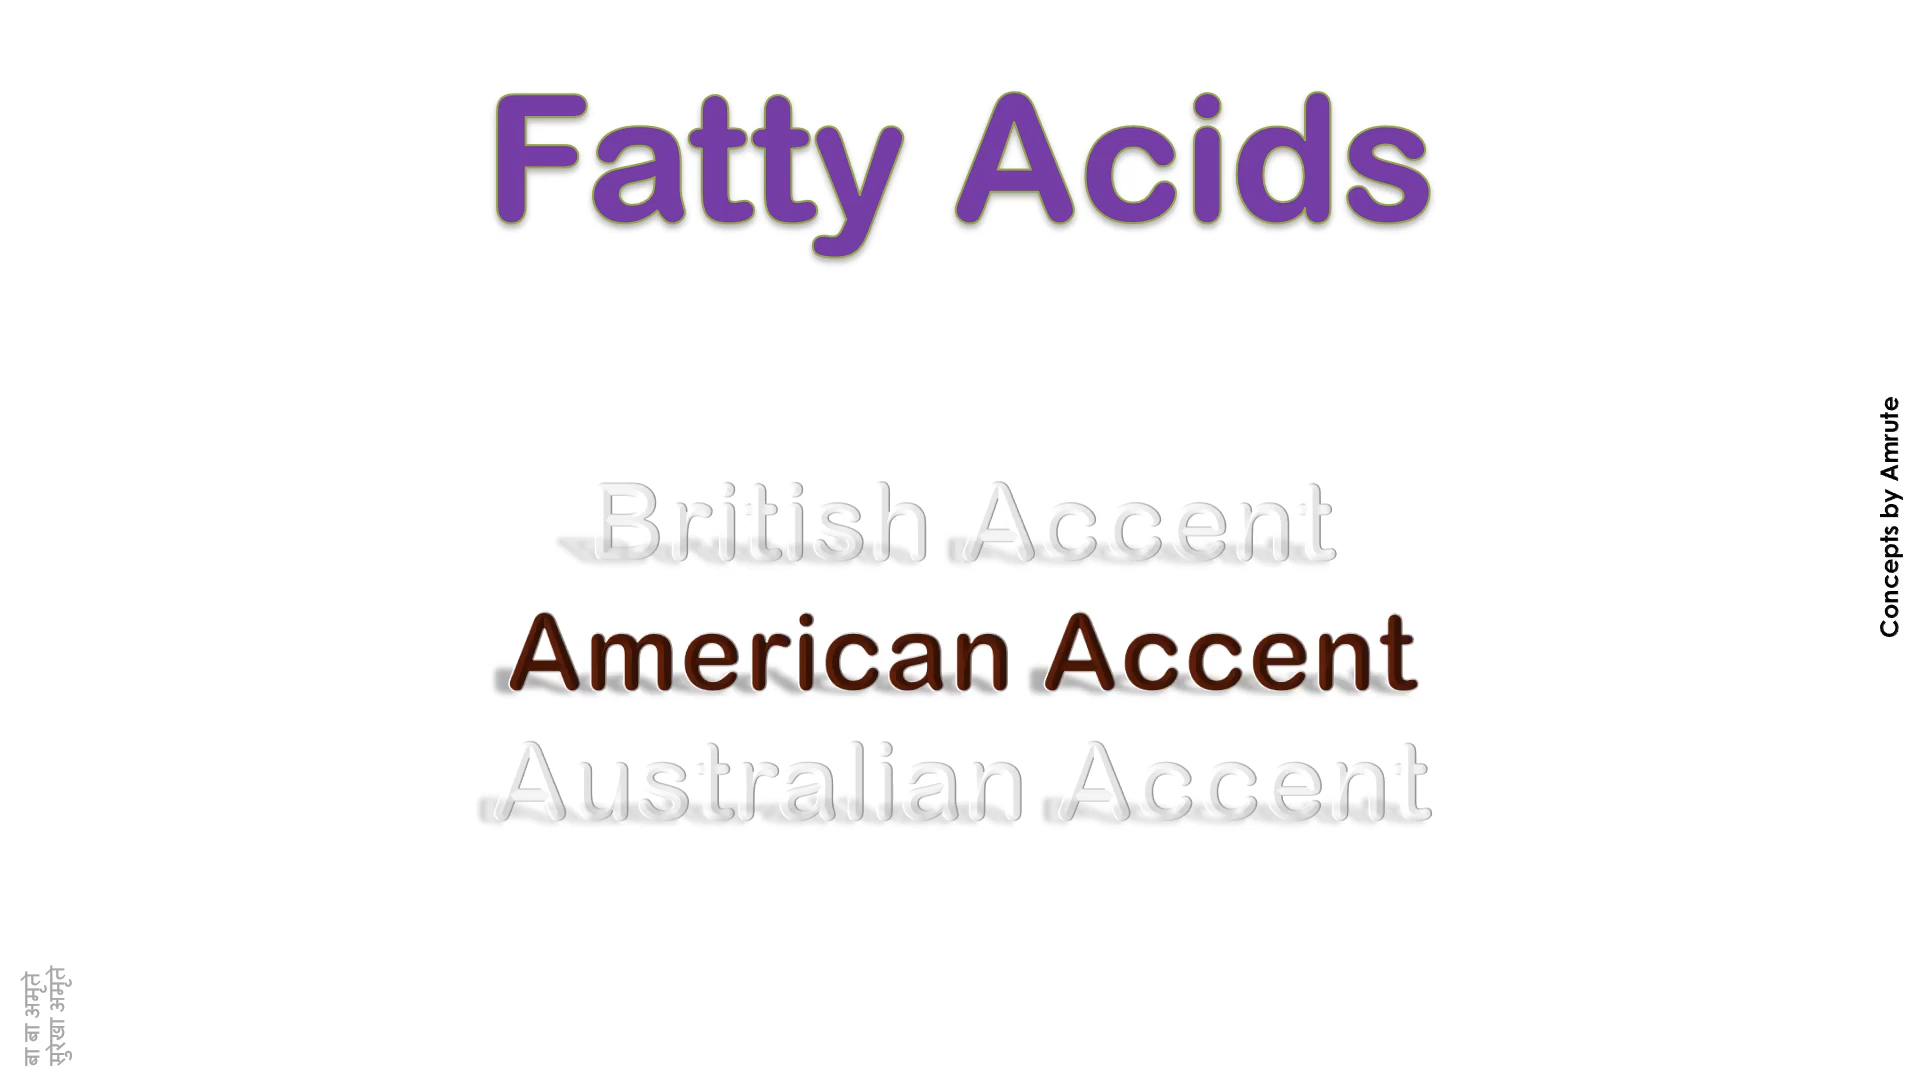 Fatty Acids
British Accent
American Accent
Australian Accent
Concepts by Amrute
बा बा अमृते
सुरेखा अमृते